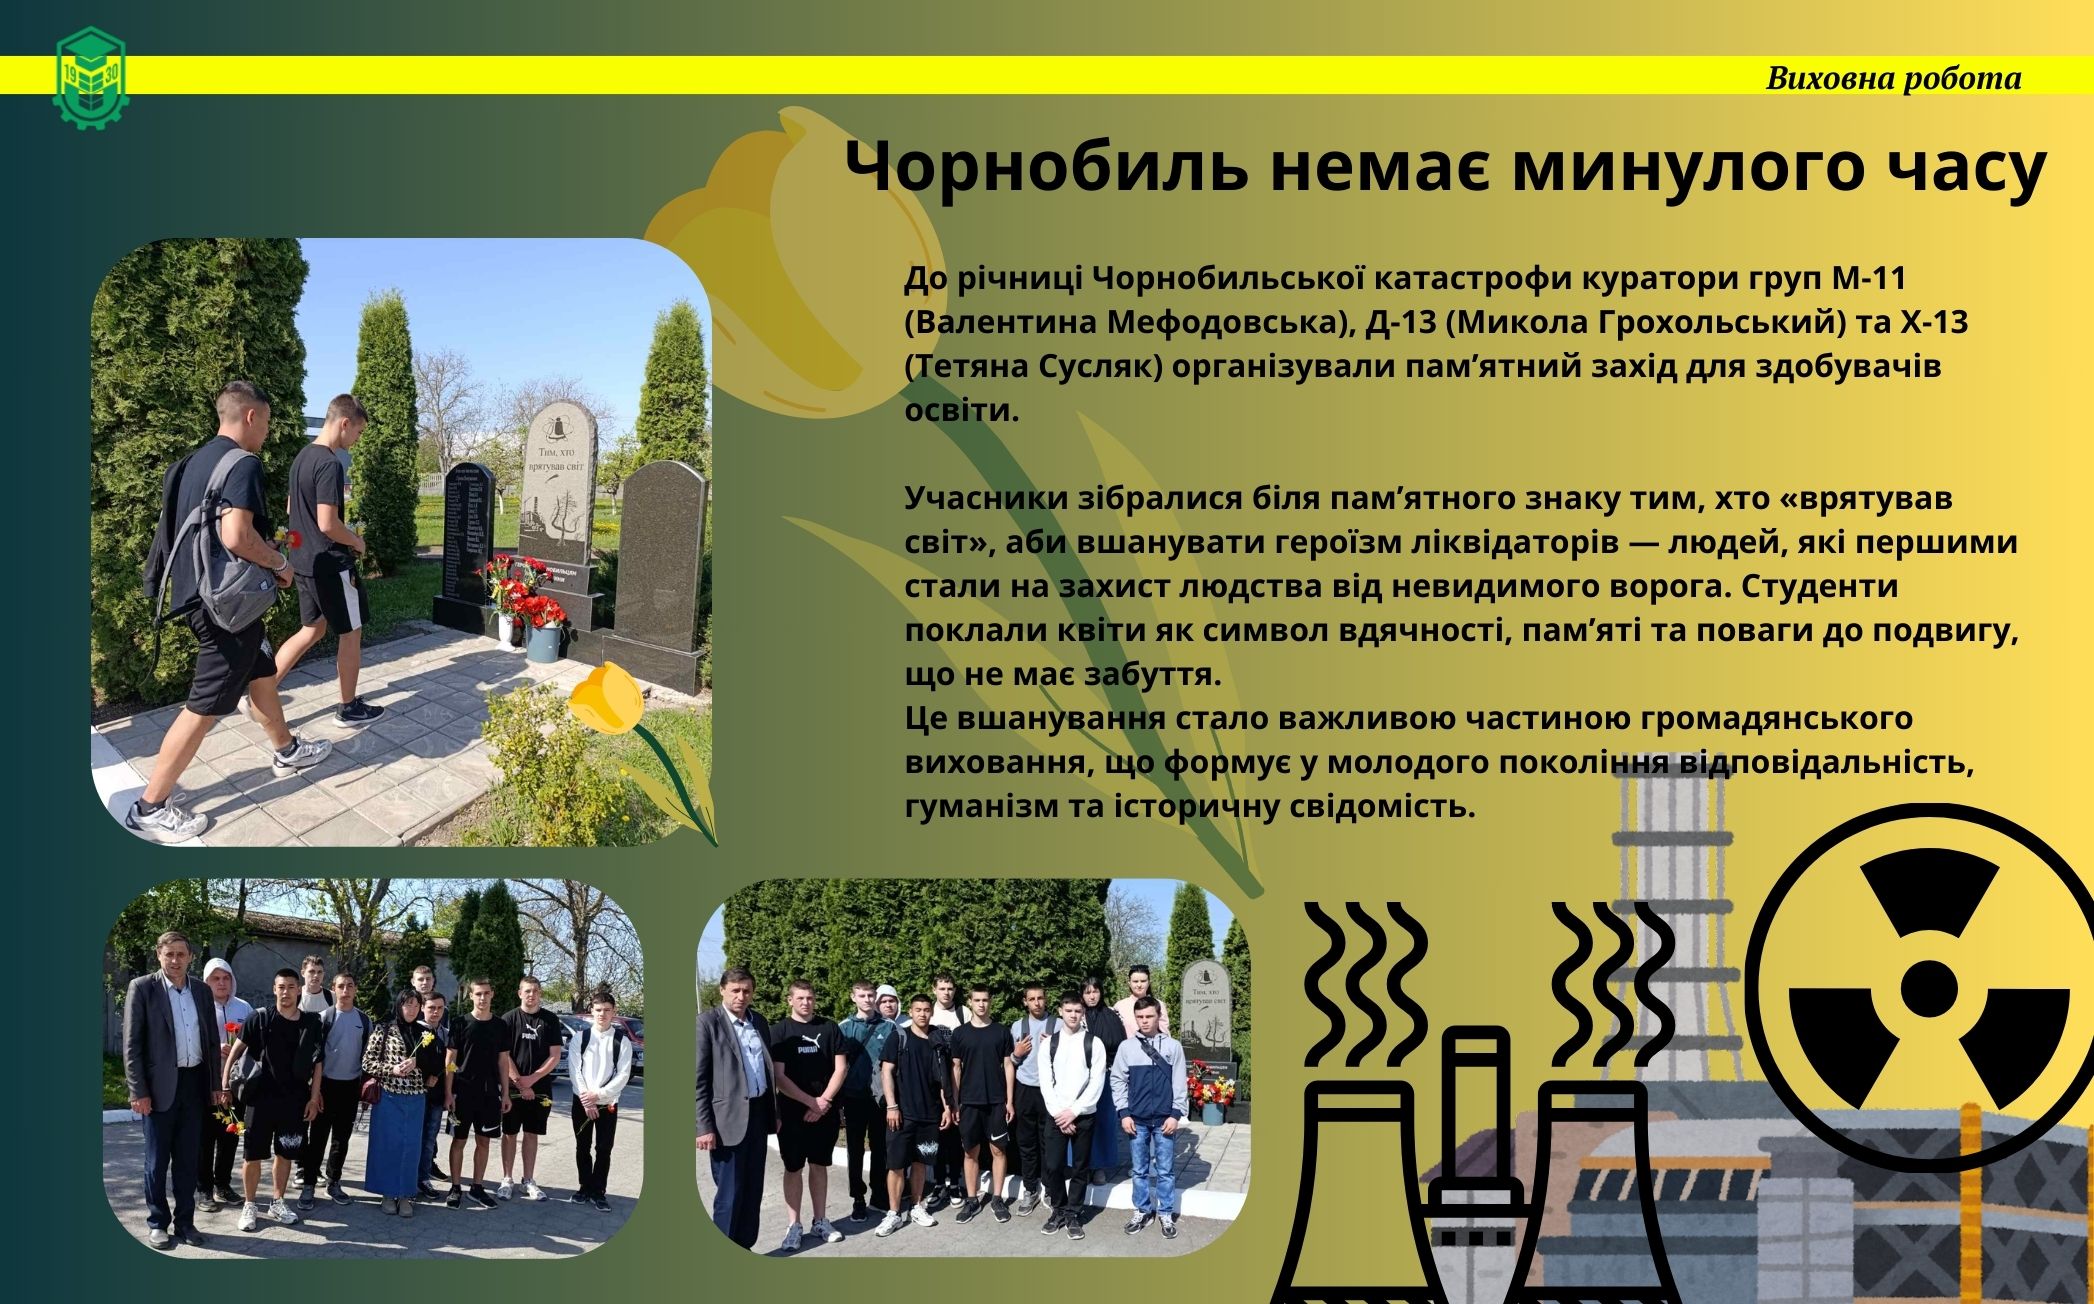 19 30
Виховна робота
Чорнобиль немає минулого часу
До річниці Чорнобильської катастрофи куратори груп М-11
(Валентина Мефодовська), Д-13 (Микола Грохольський) та Х-13
(Тетяна Сусляк) організували пам’ятний захід для здобувачів
освіти.
Учасники зібралися біля пам’ятного знаку тим, хто «врятував
світ», аби вшанувати героїзм ліквідаторів — людей, які першими
стали на захист людства від невидимого ворога. Студенти
поклали квіти як символ вдячності, пам’яті та поваги до подвигу,
що не має забуття.
Це вшанування стало важливою частиною громадянського
виховання, що формує у молодого покоління відповідальність,
гуманізм та історичну свідомість.
Тим, хто
врятував світ
PUMA
Тим, хто
врятував світ
PUMA